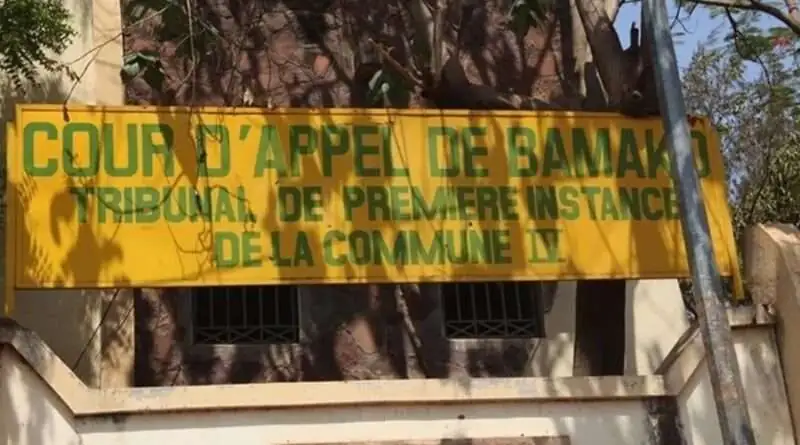 COUR D'APPEL DE BAMAKO
TRIBUNAL DE PREMIERE INSTANCE
DE LA COMMUNE IV